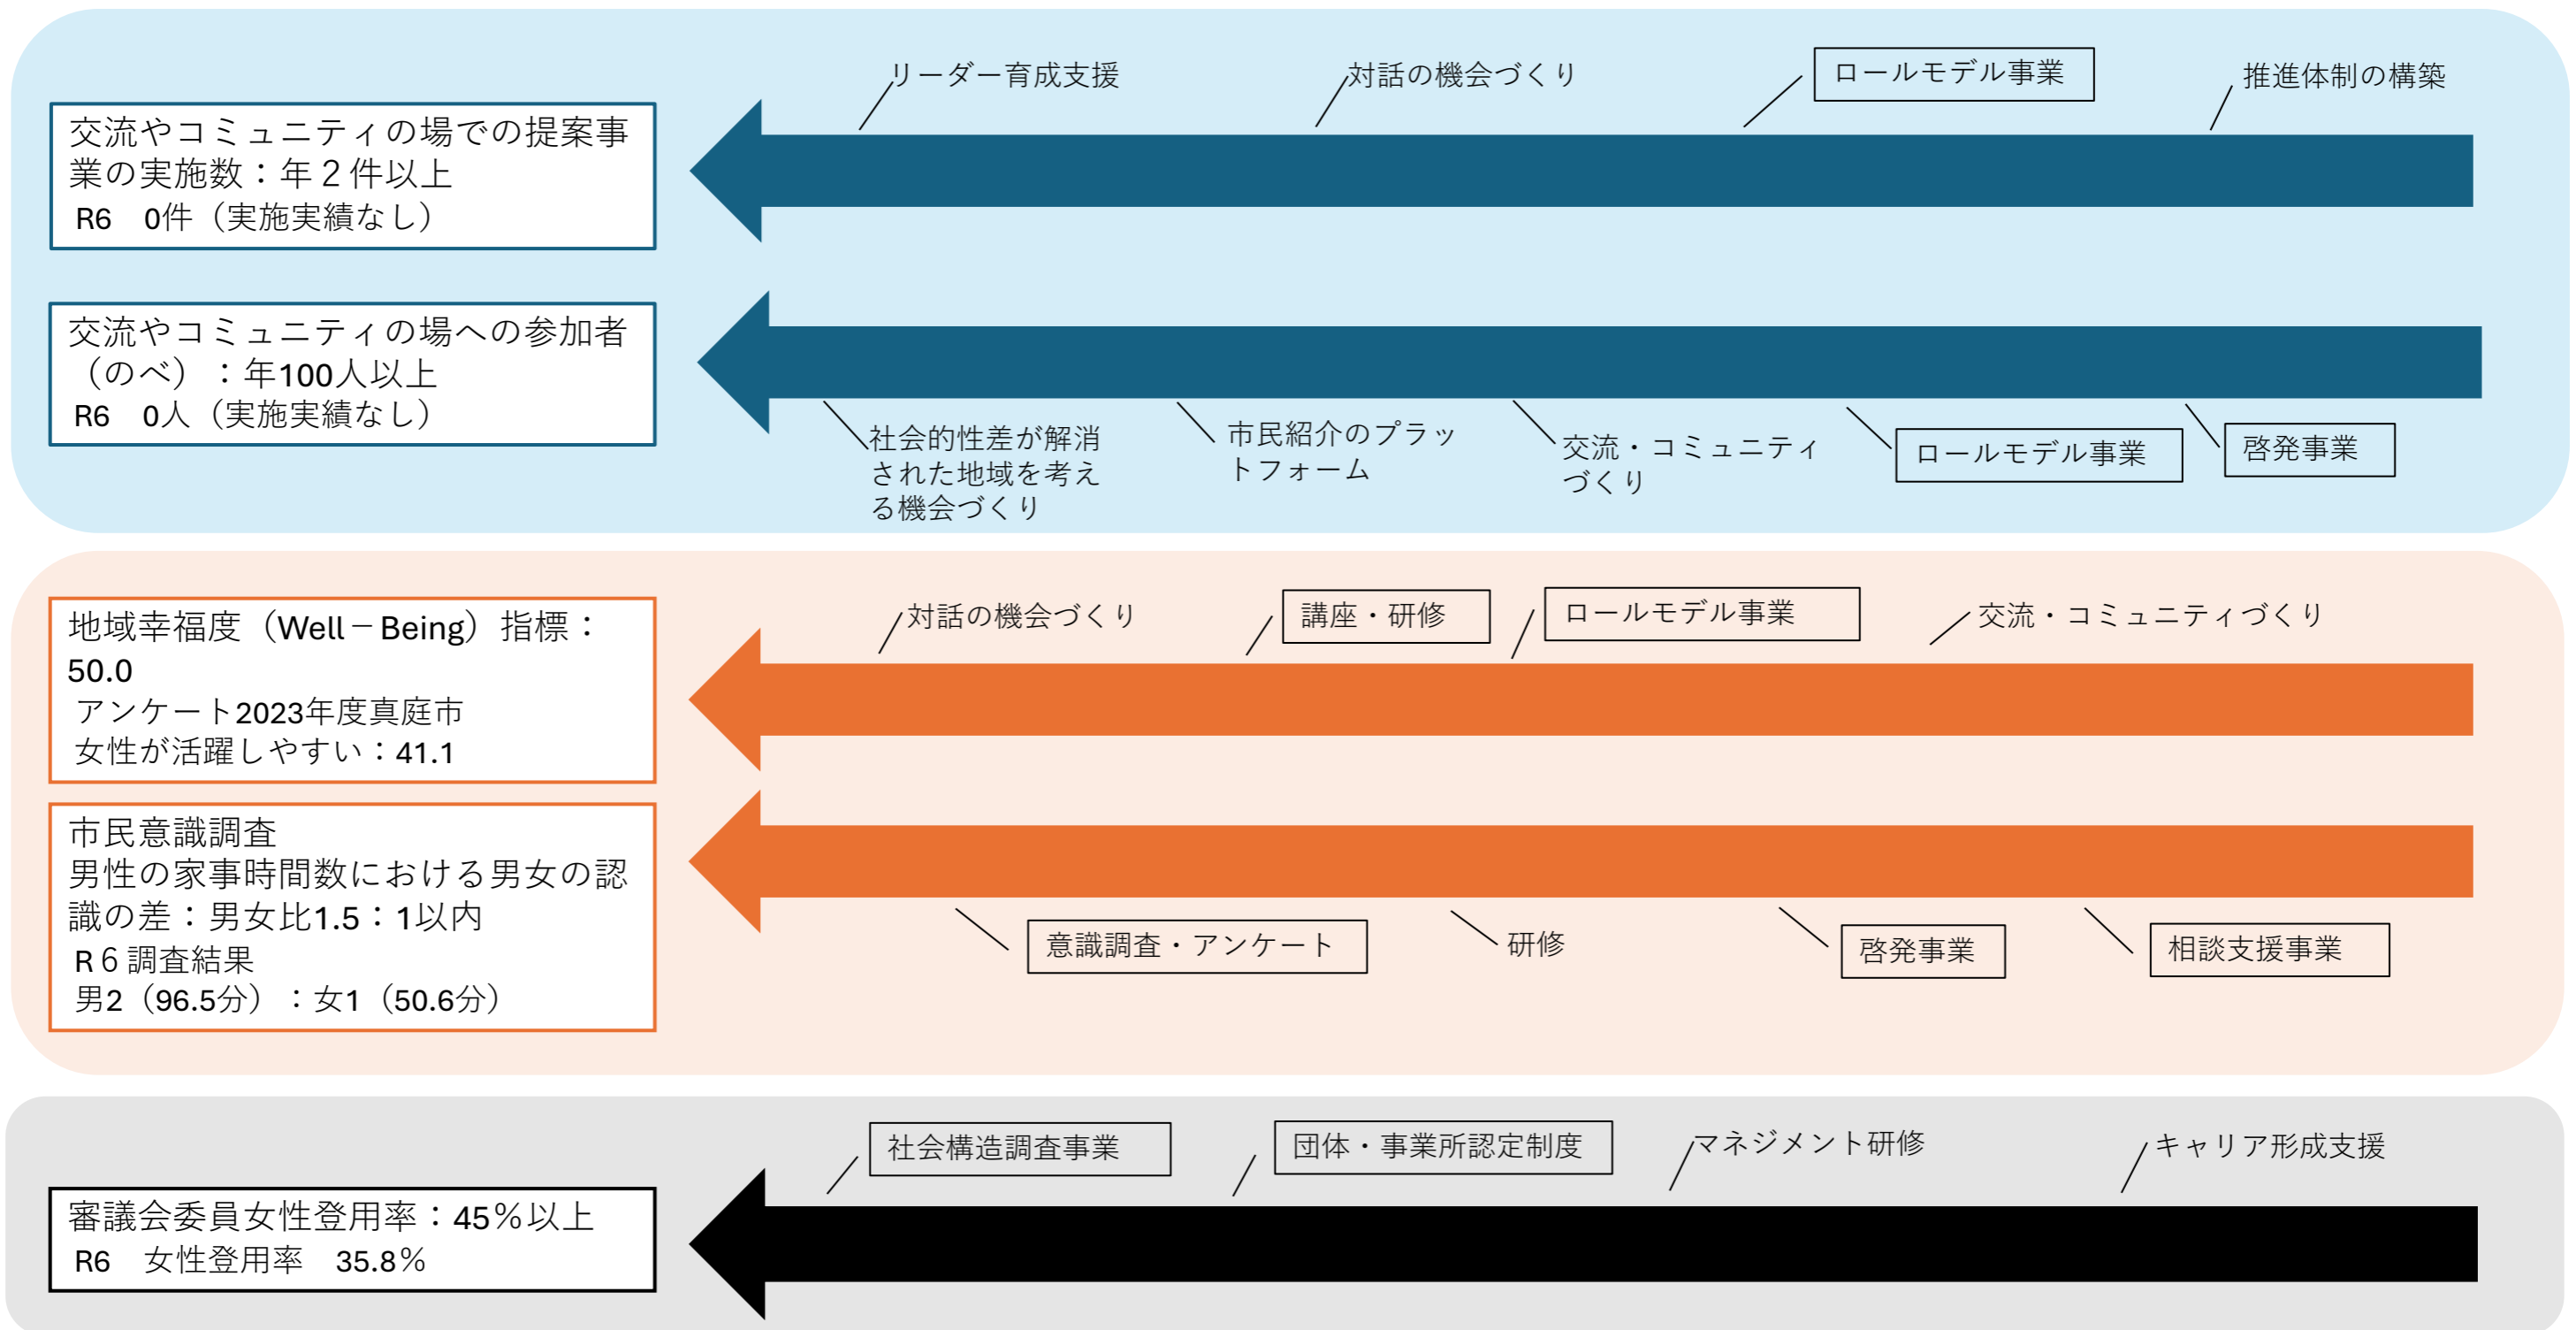 リーダー育成支援
対話の機会づくり
ロールモデル事業
推進体制の構築
交流やコミュニティの場での提案事
業の実施数：年２件以上
R6　0件（実施実績なし）
交流やコミュニティの場への参加者
（のべ）：年100人以上
R6　0人（実施実績なし）
社会的性差が解消
された地域を考え
る機会づくり
市民紹介のプラッ
トフォーム
交流・コミュニティ
づくり
ロールモデル事業
啓発事業
地域幸福度（Well－Being）指標：
50.0
アンケート2023年度真庭市
女性が活躍しやすい：41.1
対話の機会づくり
講座・研修
ロールモデル事業
交流・コミュニティづくり
市民意識調査
男性の家事時間数における男女の認
識の差：男女比1.5：1以内
R６調査結果
男2（96.5分）：女1（50.6分）
意識調査・アンケート
研修
啓発事業
相談支援事業
社会構造調査事業
団体・事業所認定制度
マネジメント研修
キャリア形成支援
審議会委員女性登用率：45％以上
R6　女性登用率　35.8％